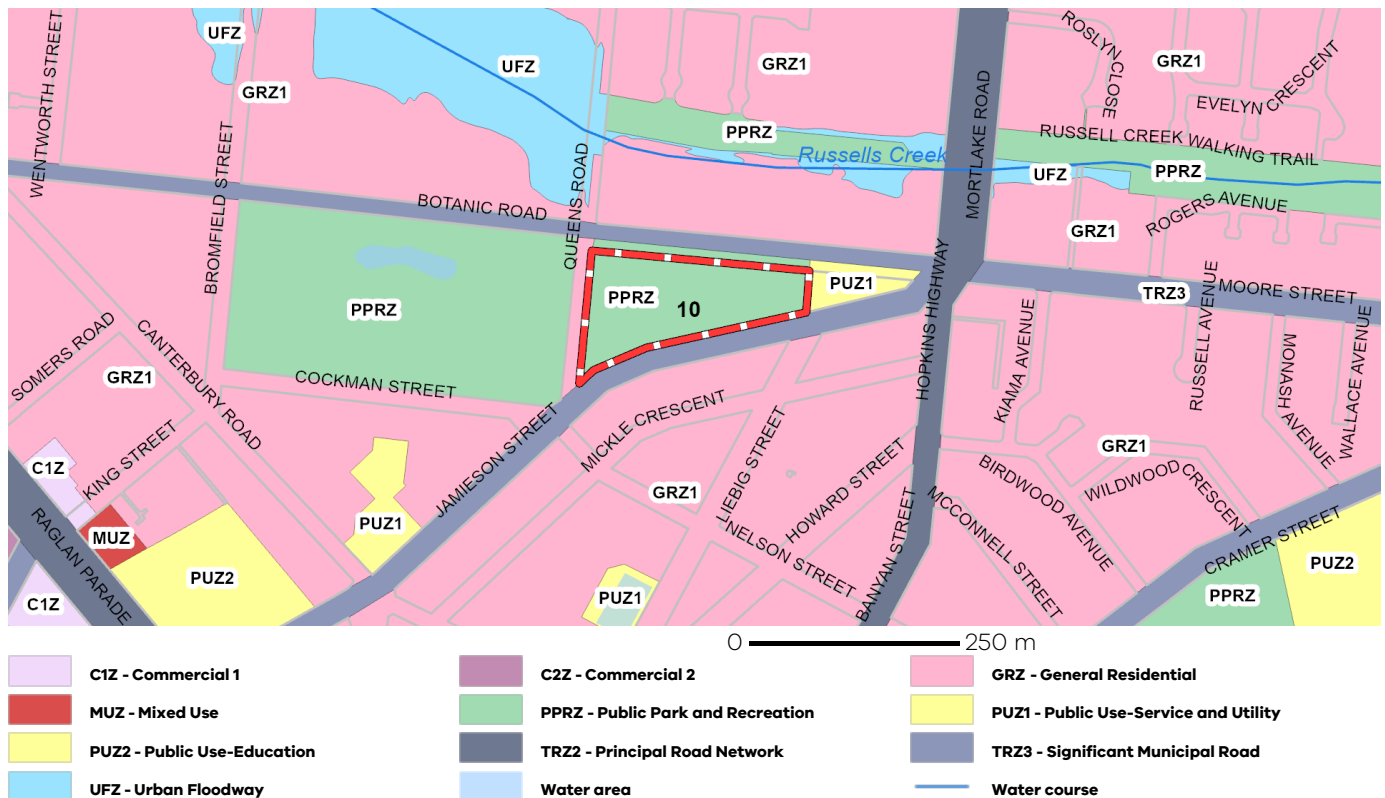 UFZ
WENTWORTH STREET
GRZ1
UFZ
GRZ1
ROSLYN CLOSE
GRZ1
EVELYN CRESCENT
MORTLAKE ROAD
PPRZ
RUSSELL CREEK WALKING TRAIL
Russells Creek
UFZ
PPRZ
BROMFIELD STREET
BOTANIC ROAD
QUEENS ROAD
ROGERS AVENUE
GRZ1
PPRZ
PPRZ
10
PUZ1
HOPKINS HIGHWAY
TRZ3
MOORE STREET
SOMERS ROAD
CANTERBURY ROAD
GRZ1
COCKMAN STREET
KIAMA AVENUE
RUSSELL AVENUE
MONASH AVENUE
WALLACE AVENUE
MICKLE CRESCENT
JAMIESON STREET
LIEBIG STREET
HOWARD STREET
GRZ1
GRZ1
C1Z
KING STREET
RAGLAN PARADE
MUZ
PUZ1
PUZ2
C1Z
NELSON STREET
PUZ1
BANYAN STREET
MCCONNELL STREET
BIRDWOOD AVENUE
WILDWOOD CRESCENT
CRAMER STREET
PUZ2
PPRZ
0 250 m
C1Z - Commercial 1
C2Z - Commercial 2
GRZ - General Residential
MUZ - Mixed Use
PPRZ - Public Park and Recreation
PUZ1 - Public Use-Service and Utility
PUZ2 - Public Use-Education
TRZ2 - Principal Road Network
TRZ3 - Significant Municipal Road
UFZ - Urban Floodway
Water area
Water course